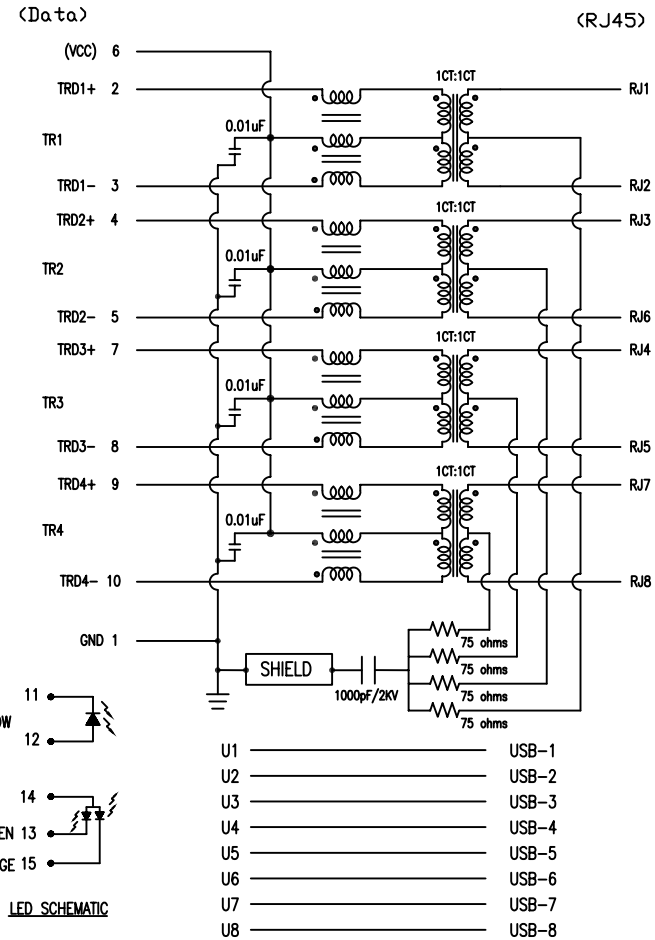 (Data) (RJ45)
(VCC) 6
1CT:1CT
TRD1+ 2 RJ1
0.01uF
TR1
TRD1- 3 RJ2
1CT:1CT
TRD2+ 4 RJ3
0.01uF
TR2
TRD2- 5 RJ6
1CT:1CT
TRD3+ 7 RJ4
0.01uF
TR3
TRD3- 8 RJ5
1CT:1CT
TRD4+ 9 RJ7
0.01uF
TR4
TRD4- 10 RJ8
75 ohms
GND 1
75 ohms
SHIELD
75 ohms
1000pF/2KV
75 ohms
11
12
14
13
15
LED SCHEMATIC
U1 USB-1
U2 USB-2
U3 USB-3
U4 USB-4
U5 USB-5
U6 USB-6
U7 USB-7
U8 USB-8